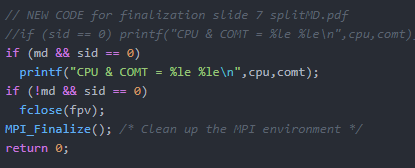 // NEW CODE for finalization slide 7 splitMD.pdf
//if (sid == 0) printf("CPU & COMT = %le %le\n",cpu,comt)
if (md && sid == 0)
printf("CPU & COMT = %le %le\n",cpu,comt);
if (!md && sid == 0)
fclose(fpv);
MPI_Finalize(); /* Clean up the MPI environment */
return 0;